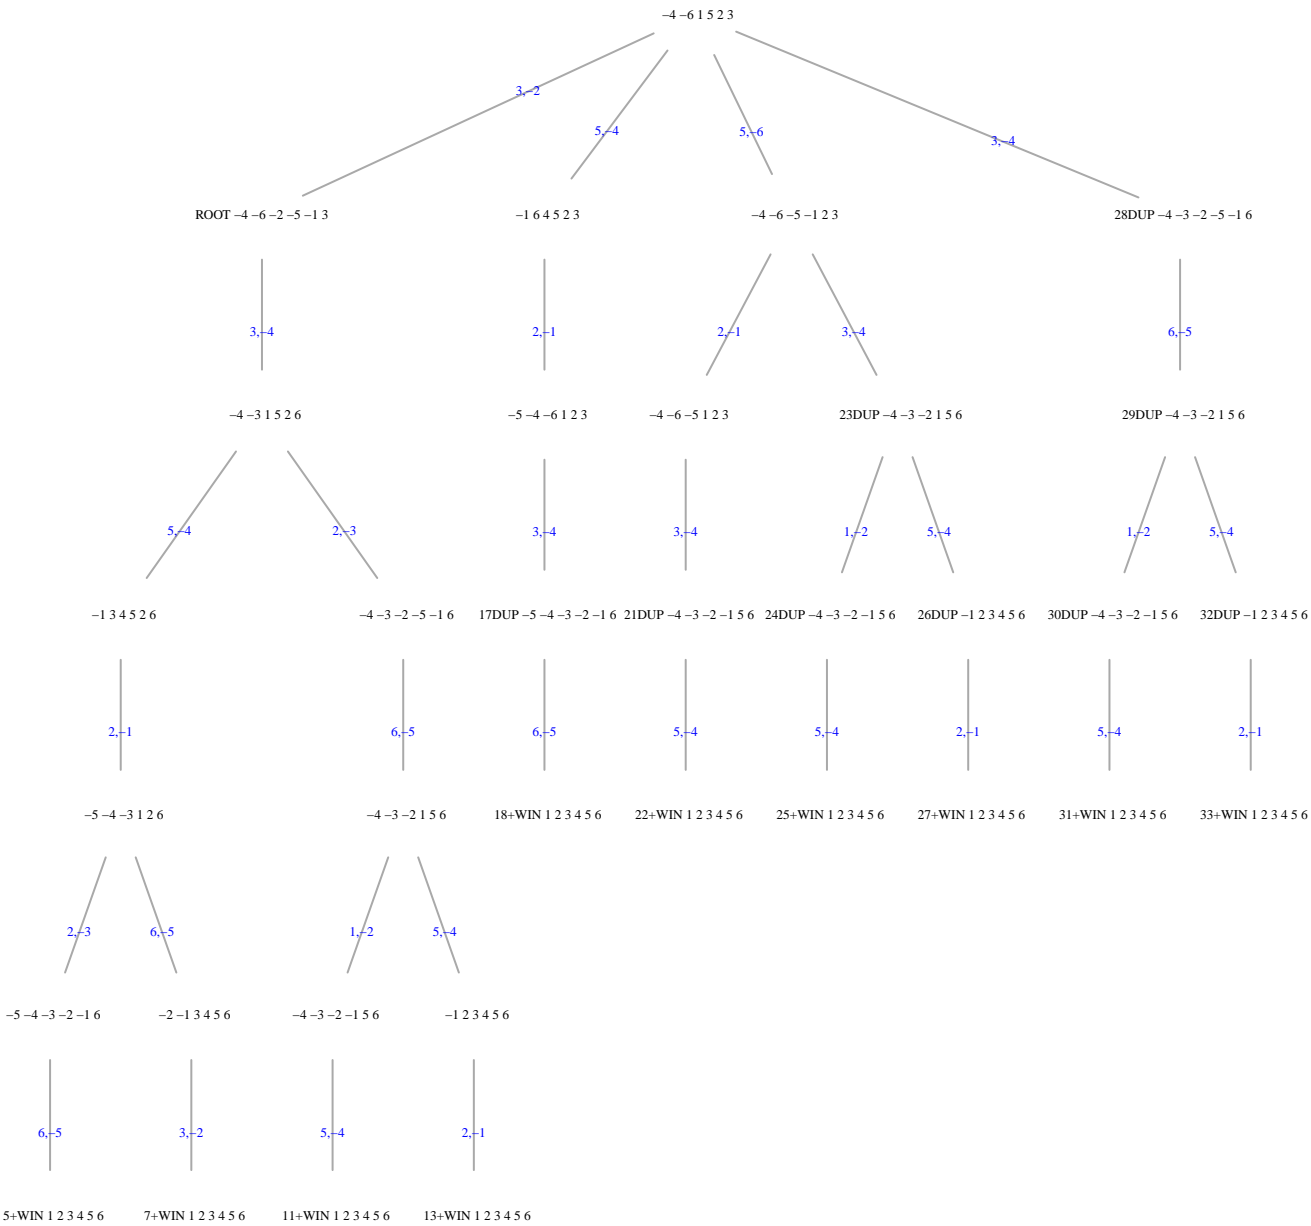 −4 −6 1 5 2 3
3,−2
5,−4
5,−6
3,−4
ROOT −4 −6 −2 −5 −1 3
−1 6 4 5 2 3
−4 −6 −5 −1 2 3
28DUP −4 −3 −2 −5 −1 6
3,−4
2,−1
2,−1
3,−4
6,−5
−4 −3 1 5 2 6
−5 −4 −6 1 2 3
−4 −6 −5 1 2 3
23DUP −4 −3 −2 1 5 6
29DUP −4 −3 −2 1 5 6
5,−4
2,−3
3,−4
3,−4
1,−2
5,−4
1,−2
5,−4
−1 3 4 5 2 6
−4 −3 −2 −5 −1 6
17DUP −5 −4 −3 −2 −1 6
21DUP −4 −3 −2 −1 5 6
24DUP −4 −3 −2 −1 5 6
26DUP −1 2 3 4 5 6
30DUP −4 −3 −2 −1 5 6
32DUP −1 2 3 4 5 6
2,−1
6,−5
6,−5
5,−4
5,−4
2,−1
5,−4
2,−1
−5 −4 −3 1 2 6
−4 −3 −2 1 5 6
18+WIN 1 2 3 4 5 6
22+WIN 1 2 3 4 5 6
25+WIN 1 2 3 4 5 6
27+WIN 1 2 3 4 5 6
31+WIN 1 2 3 4 5 6
33+WIN 1 2 3 4 5 6
2,−3
6,−5
1,−2
5,−4
−5 −4 −3 −2 −1 6
−2 −1 3 4 5 6
−4 −3 −2 −1 5 6
−1 2 3 4 5 6
6,−5
3,−2
5,−4
2,−1
5+WIN 1 2 3 4 5 6
7+WIN 1 2 3 4 5 6
11+WIN 1 2 3 4 5 6
13+WIN 1 2 3 4 5 6